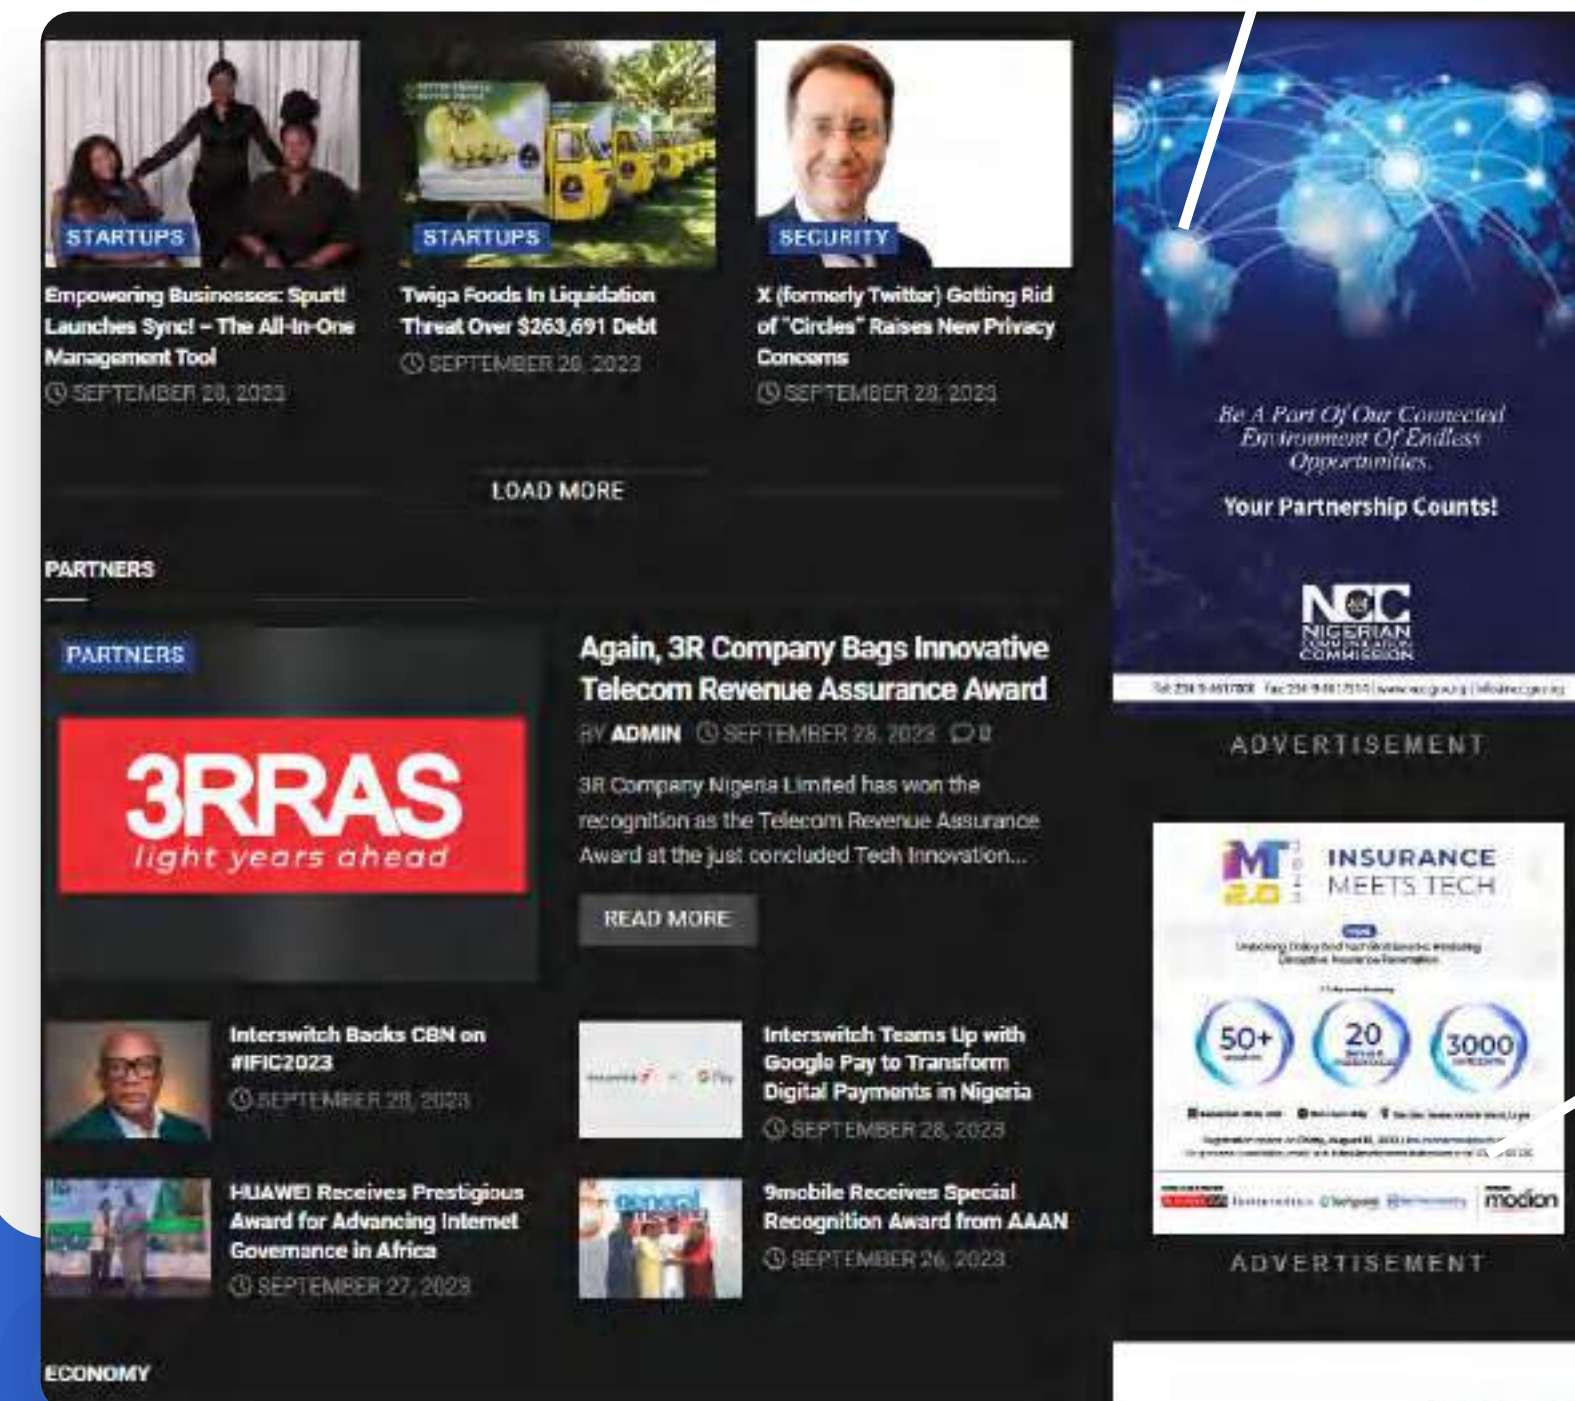 STARTUPS
Empowering Businesses: Spurt!
Launches Sync! – The All-In-One
Management Tool
SEPTEMBER 28, 2023
STARTUPS
Twiga Foods In Liquidation
Threat Over $263,691 Debt
SEPTEMBER 28, 2023
SECURITY
X (formerly Twitter) Getting Rid
of "Circles" Raises New Privacy
Concerns
SEPTEMBER 28, 2023
LOAD MORE
PARTNERS
PARTNERS
3RRAS
light years ahead
Again, 3R Company Bags Innovative
Telecom Revenue Assurance Award
BY ADMIN SEPTEMBER 28, 2023 0
3R Company Nigeria Limited has won the
recognition as the Telecom Revenue Assurance
Award at the just concluded Tech Innovation...
READ MORE
Interswitch Backs CBN on
#IFIC2023
SEPTEMBER 28, 2023
Interswitch Teams Up with
Google Pay to Transform
Digital Payments in Nigeria
SEPTEMBER 28, 2023
G Pay
HUAWEI Receives Prestigious
Award for Advancing Internet
Governance in Africa
SEPTEMBER 27, 2023
general
9mobile Receives Special
Recognition Award from AAAN
SEPTEMBER 26, 2023
ECONOMY
Be A Part Of Our Connected
Environment Of Endless
Opportunities.
Your Partnership Counts!
NCC
NIGERIAN
COMMUNICATIONS
COMMISSION
ADVERTISEMENT
2.0
INSURANCE
MEETS TECH
50+
20
3000
modion
ADVERTISEMENT